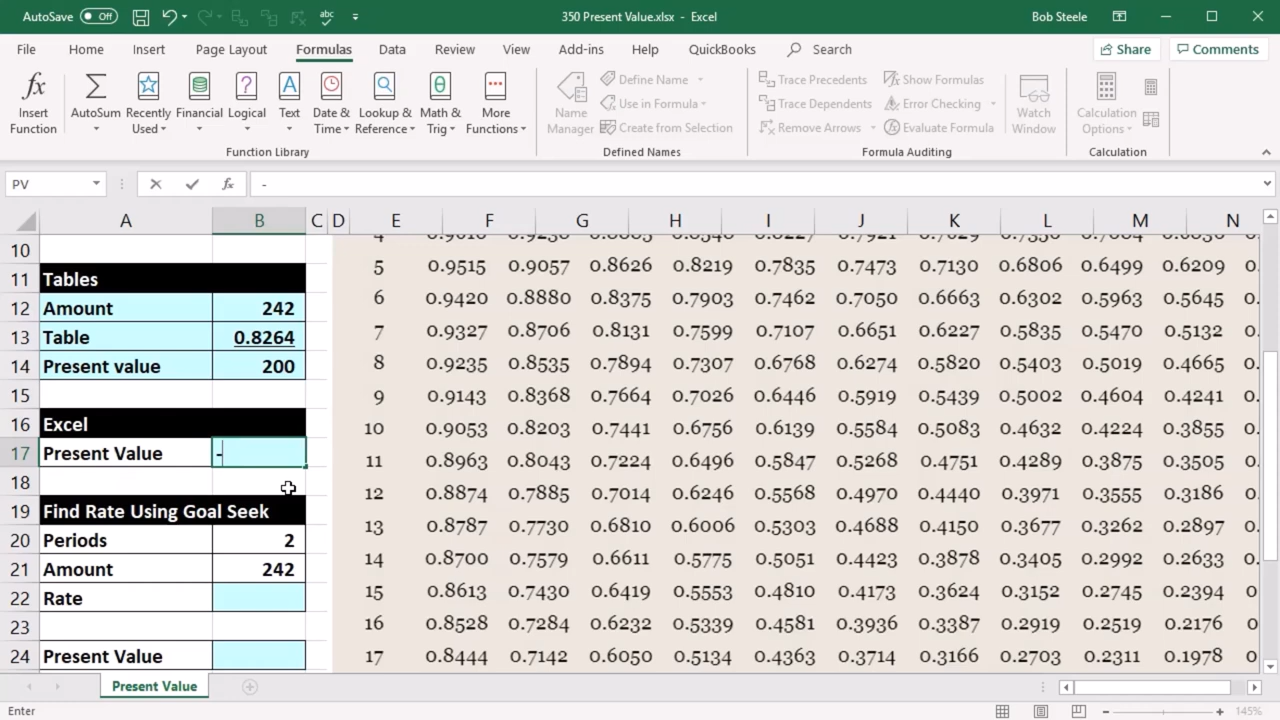 AutoSave Off abc 350 Present Value.xlsx - Excel Bob Steele
File Home Insert Page Layout Formulas Data Review View Add-ins Help QuickBooks Search Share Comments
fx Insert Function
Σ AutoSum
Recently Used
Financial
Logical
Text
Date & Time
Lookup & Reference
Math & Trig
More Functions
Function Library
Name Manager
Define Name
Use in Formula
Create from Selection
Defined Names
Trace Precedents
Trace Dependents
Remove Arrows
Show Formulas
Error Checking
Evaluate Formula
Watch Window
Formula Auditing
Calculation Options
Calculation
PV fx -
A B C D E F G H I J K L M N
10
11 Tables 5 0.9515 0.9057 0.8626 0.8219 0.7835 0.7473 0.7130 0.6806 0.6499 0.6209 0.
12 Amount 242 6 0.9420 0.8880 0.8375 0.7903 0.7462 0.7050 0.6663 0.6302 0.5963 0.5645 0.
13 Table 0.8264 7 0.9327 0.8706 0.8131 0.7599 0.7107 0.6651 0.6227 0.5835 0.5470 0.5132 0.
14 Present value 200 8 0.9235 0.8535 0.7894 0.7307 0.6768 0.6274 0.5820 0.5403 0.5019 0.4665 0.
15 9 0.9143 0.8368 0.7664 0.7026 0.6446 0.5919 0.5439 0.5002 0.4604 0.4241 0.
16 Excel 10 0.9053 0.8203 0.7441 0.6756 0.6139 0.5584 0.5083 0.4632 0.4224 0.3855 0.
17 Present Value - 11 0.8963 0.8043 0.7224 0.6496 0.5847 0.5268 0.4751 0.4289 0.3875 0.3505 0.
18 12 0.8874 0.7885 0.7014 0.6246 0.5568 0.4970 0.4440 0.3971 0.3555 0.3186 0.
19 Find Rate Using Goal Seek 13 0.8787 0.7730 0.6810 0.6006 0.5303 0.4688 0.4150 0.3677 0.3262 0.2897 0.
20 Periods 2 14 0.8700 0.7579 0.6611 0.5775 0.5051 0.4423 0.3878 0.3405 0.2992 0.2633 0.
21 Amount 242 15 0.8613 0.7430 0.6419 0.5553 0.4810 0.4173 0.3624 0.3152 0.2745 0.2394 0
22 Rate 16 0.8528 0.7284 0.6232 0.5339 0.4581 0.3936 0.3387 0.2919 0.2519 0.2176 0
23 17 0.8444 0.7142 0.6050 0.5134 0.4363 0.3714 0.3166 0.2703 0.2311 0.1978 0.
24 Present Value
Present Value
Enter 145%